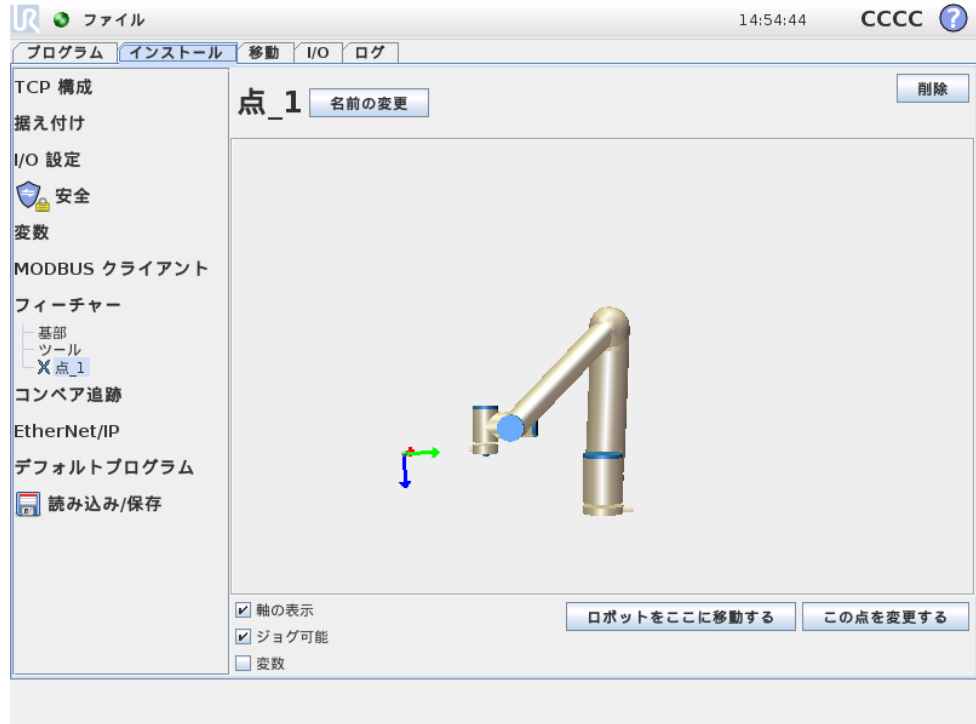 UR ファイル 14:54:44 CCCC ?
プログラム インストール 移動 I/O ログ
TCP 構成
据え付け
I/O 設定
安全
変数
MODBUS クライアント
フィーチャー
基部
ツール
点_1
コンベア追跡
EtherNet/IP
デフォルトプログラム
読み込み/保存
点_1 名前の変更 削除
軸の表示
ジョグ可能
変数
ロボットをここに移動する この点を変更する